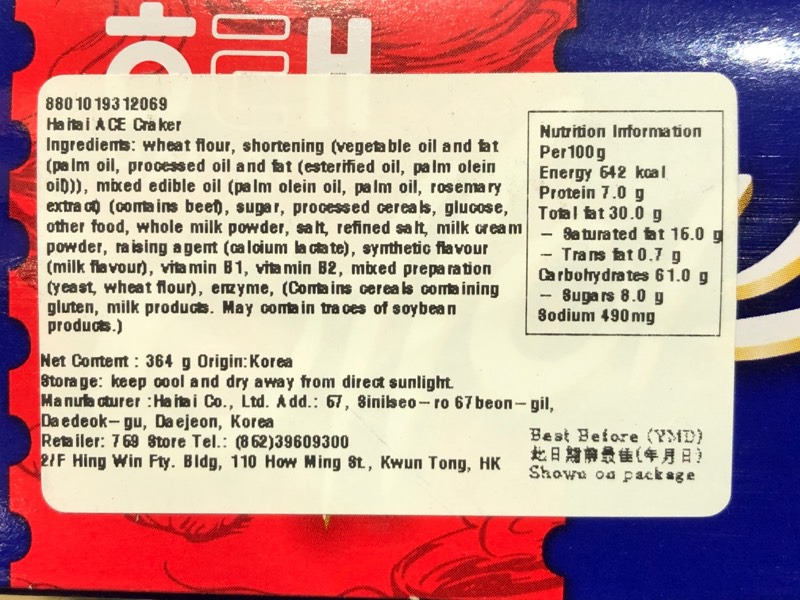 해태
8801019312069
Haitai ACE Craker
Ingredients: wheat flour, shortening (vegetable oil and fat
(palm oil, processed oil and fat (esterified oil, palm olein
oil))), mixed edible oil (palm olein oil, palm oil, rosemary
extract) (contains beef), sugar, processed cereals, glucose,
other food, whole milk powder, salt, refined salt, milk cream
powder, raising agent (calcium lactate), synthetic flavour
(milk flavour), vitamin B1, vitamin B2, mixed preparation
(yeast, wheat flour), enzyme, (Contains cereals containing
gluten, milk products. May contain traces of soybean
products.)
Nutrition Information
Per100g
Energy 542 kcal
Protein 7.0 g
Total fat 30.0 g
- Saturated fat 16.0 g
- Trans fat 0.7 g
Carbohydrates 61.0 g
- Sugars 8.0 g
Sodium 490mg
Net Content : 364 g Origin:Korea
Storage: keep cool and dry away from direct sunlight.
Manufacturer :Haitai Co., Ltd. Add.: 67, Sinilseo-ro 67beon-gil,
Daedeok-gu, Daejeon, Korea
Retailer: 759 Store Tel.: (852)39609300
2/F Hing Win Fty. Bldg, 110 How Ming St., Kwun Tong, HK
Best Before (YMD)
此日期前最佳(年月日)
Shown on package